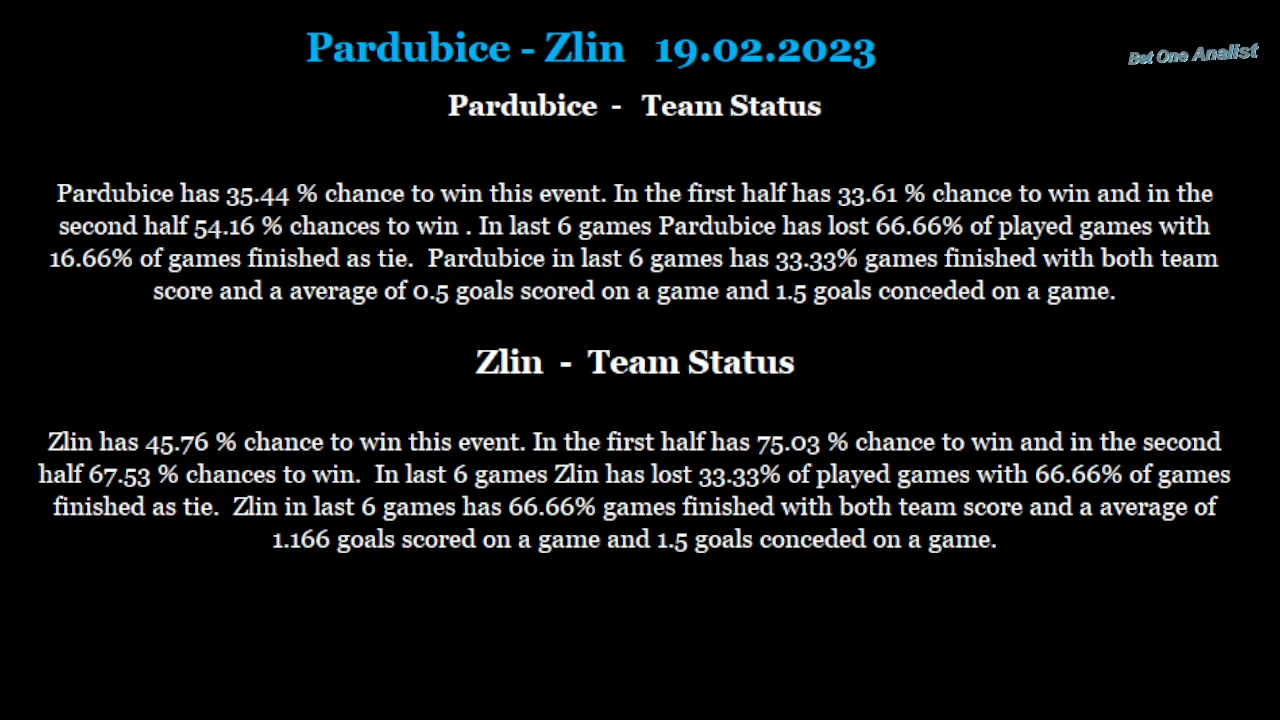 Pardubice - Zlin   19.02.2023
Bet One Analist
Pardubice  -   Team Status
Pardubice has 35.44 % chance to win this event. In the first half has 33.61 % chance to win and in the
second half 54.16 % chances to win . In last 6 games Pardubice has lost 66.66% of played games with
16.66% of games finished as tie.  Pardubice in last 6 games has 33.33% games finished with both team
score and a average of 0.5 goals scored on a game and 1.5 goals conceded on a game.
Zlin  -  Team Status
Zlin has 45.76 % chance to win this event. In the first half has 75.03 % chance to win and in the second
half 67.53 % chances to win.  In last 6 games Zlin has lost 33.33% of played games with 66.66% of games
finished as tie.  Zlin in last 6 games has 66.66% games finished with both team score and a average of
1.166 goals scored on a game and 1.5 goals conceded on a game.